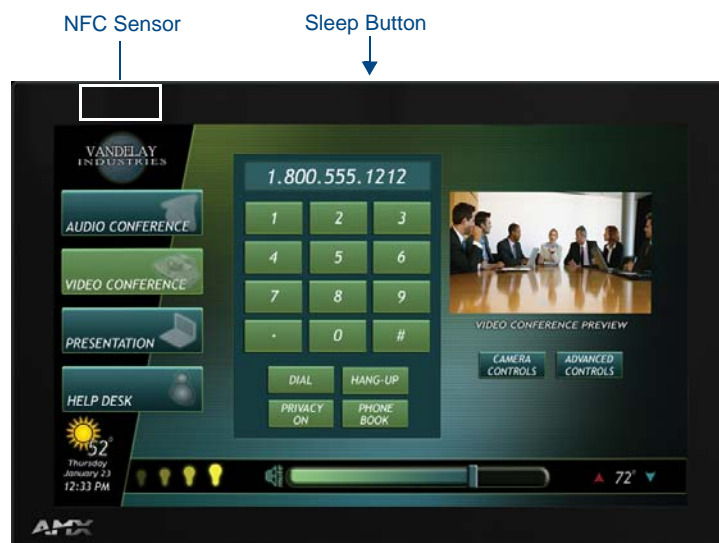 NFC Sensor
Sleep Button
VANDELAY
INDUSTRIES
AUDIO CONFERENCE
VIDEO CONFERENCE
PRESENTATION
HELP DESK
52°
Thursday
January 23
12:33 PM
1.800.555.1212
1 2 3
4 5 6
7 8 9
· 0 #
DIAL HANG-UP
PRIVACY ON
PHONE BOOK
VIDEO CONFERENCE PREVIEW
CAMERA CONTROLS
ADVANCED CONTROLS
72°
AMX